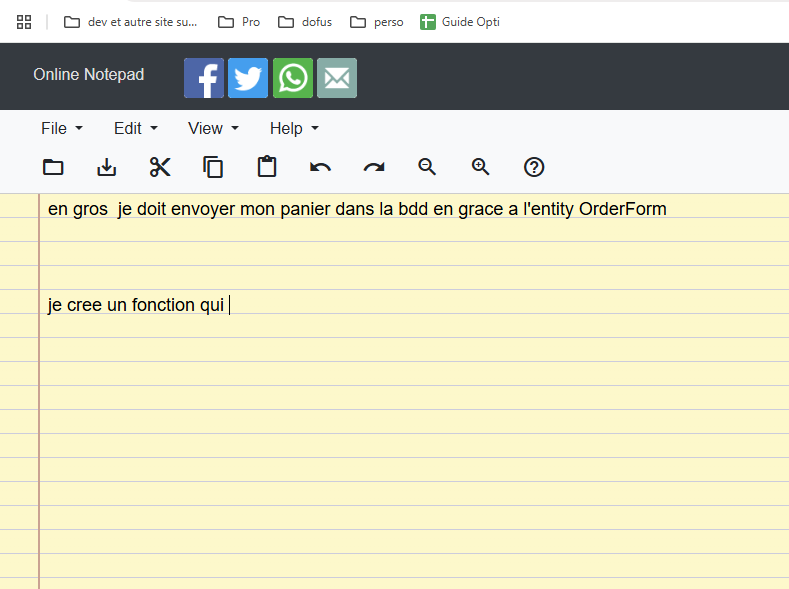 dev et autre site su... Pro dofus perso Guide Opti
Online Notepad
File Edit View Help
en gros  je doit envoyer mon panier dans la bdd en grace a l'entity OrderForm
je cree un fonction qui